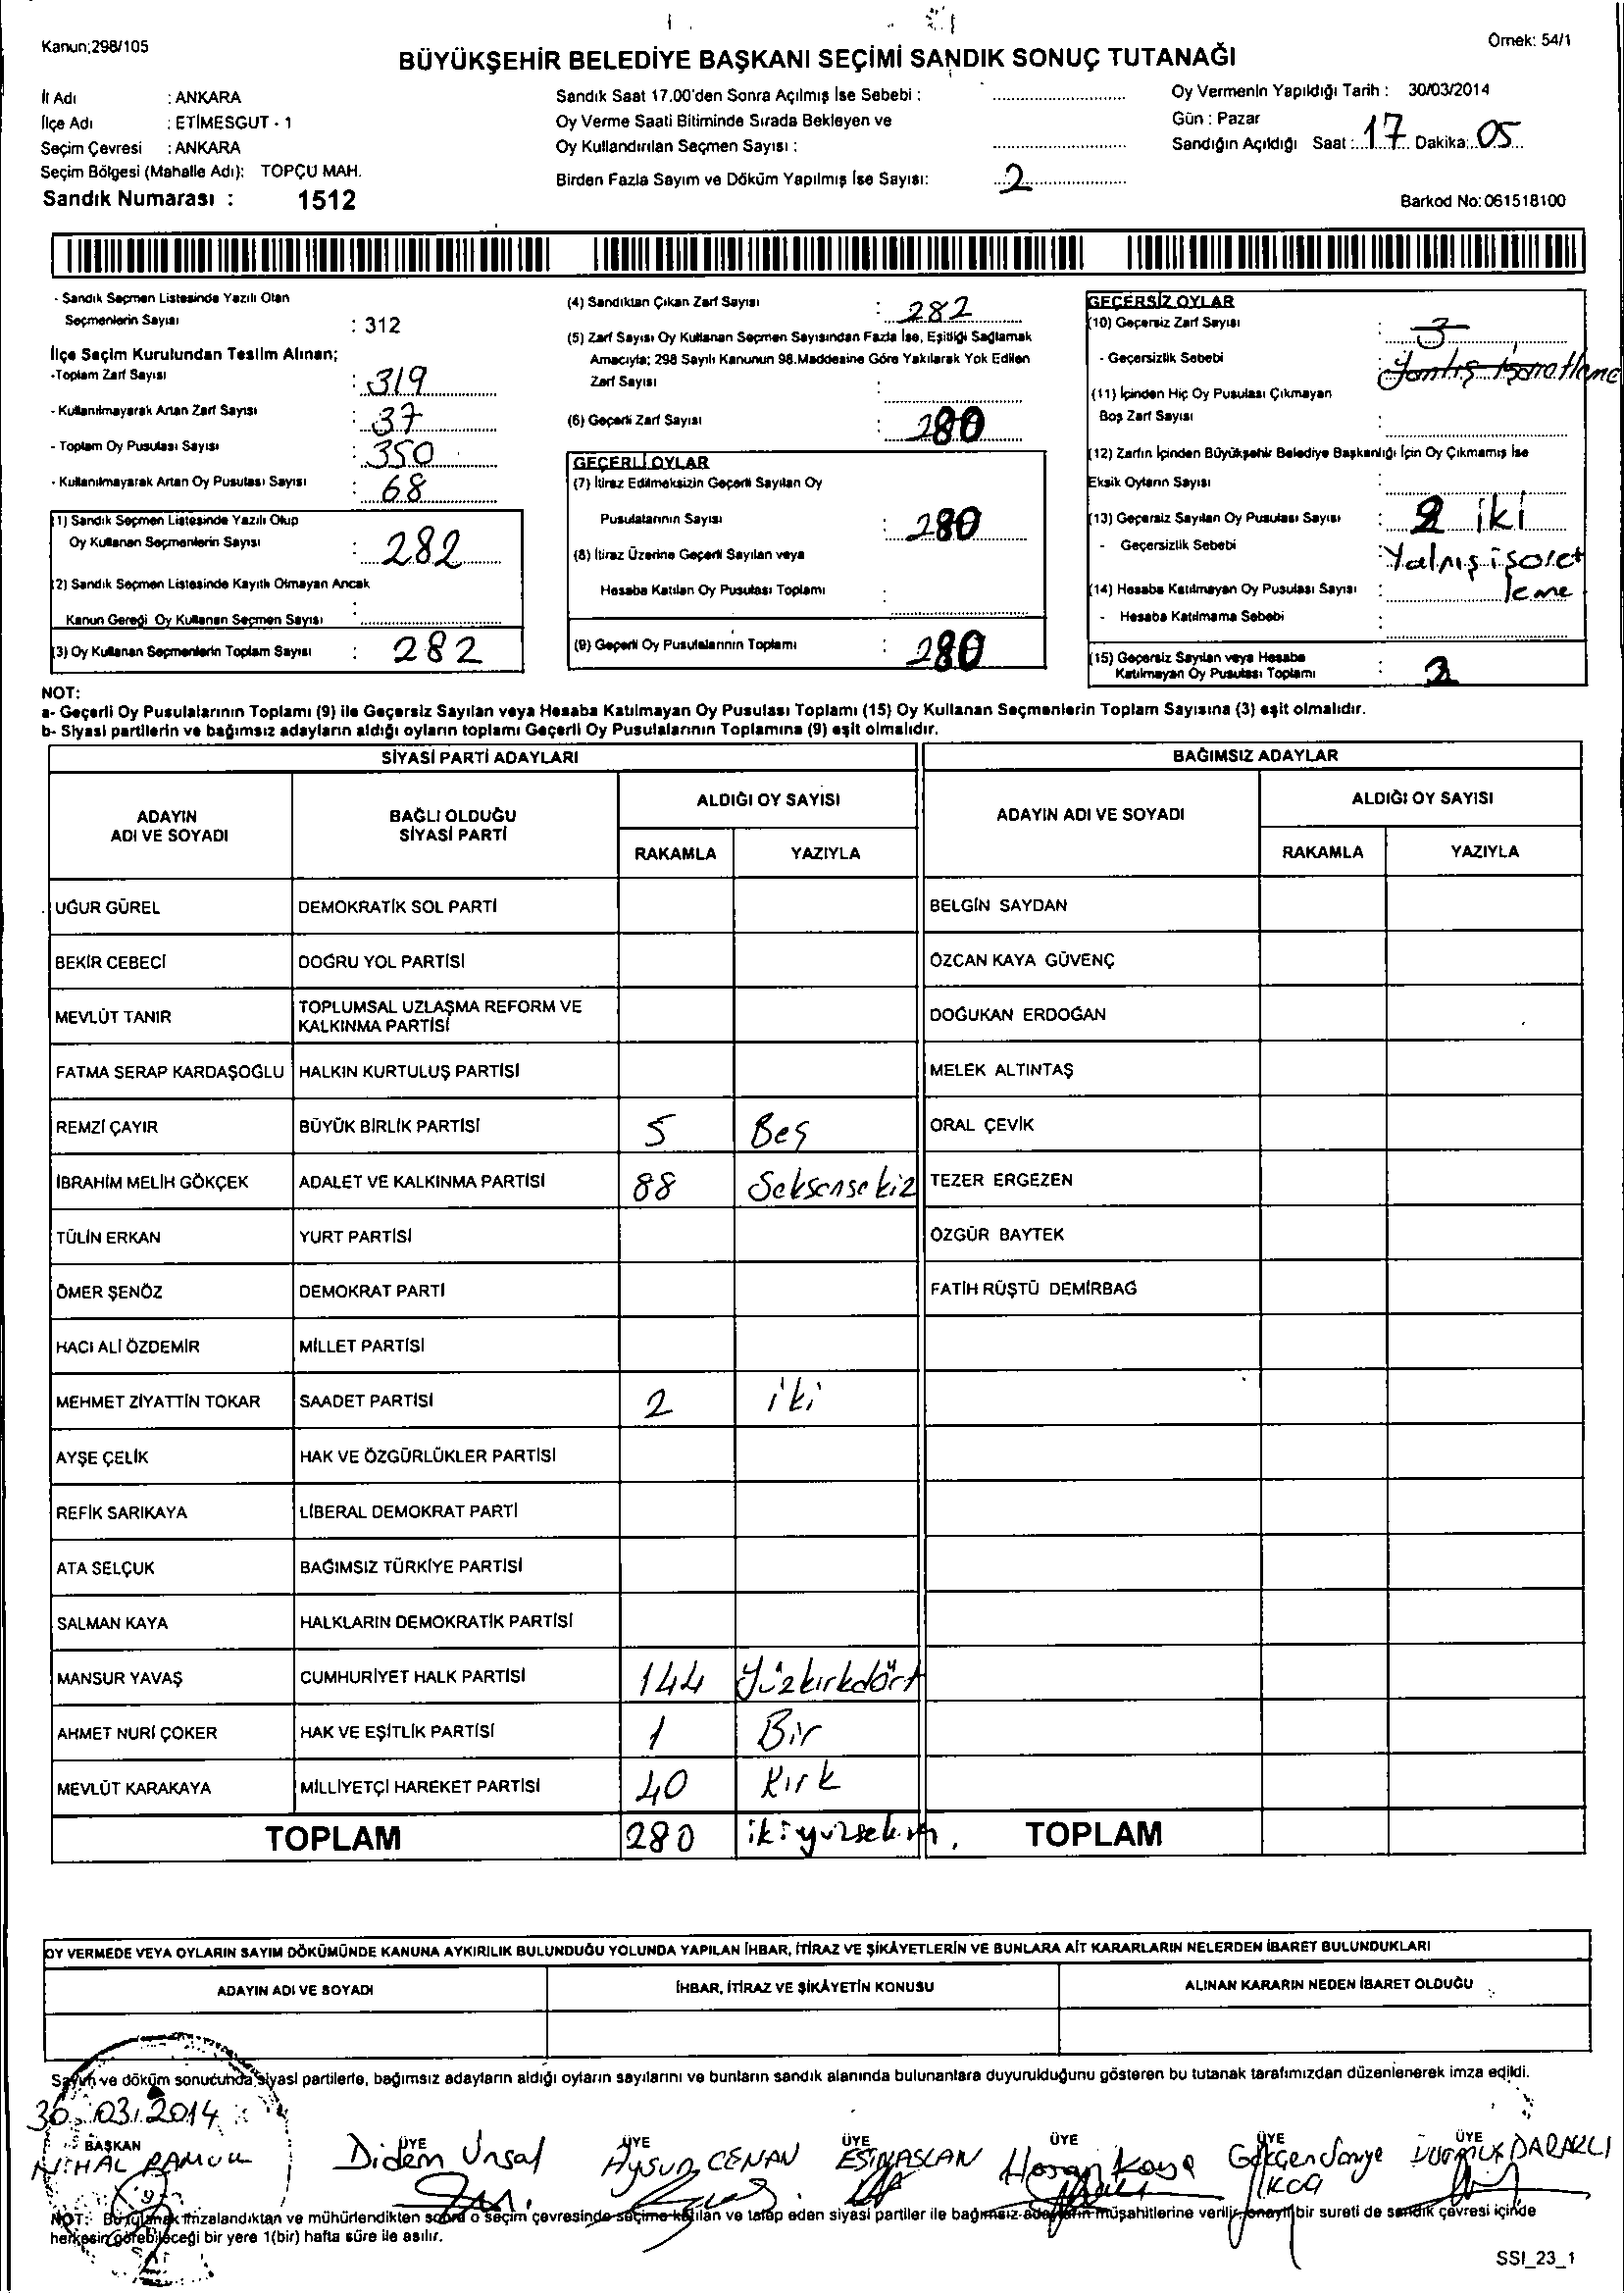 Kanun;298/105
Örnek: 54/1
BÜYÜKŞEHİR BELEDİYE BAŞKANI SEÇİMİ SANDIK SONUÇ TUTANAĞI
İl Adı : ANKARA
İlçe Adı : ETİMESGUT - 1
Seçim Çevresi : ANKARA
Seçim Bölgesi (Mahalle Adı): TOPÇU MAH.
Sandık Numarası : 1512
Sandık Saat 17.00'den Sonra Açılmış İse Sebebi :
Oy Verme Saati Bitiminde Sırada Bekleyen ve
Oy Kullandırılan Seçmen Sayısı :
Birden Fazla Sayım ve Döküm Yapılmış İse Sayısı: 2
Oy Vermenin Yapıldığı Tarih : 30/03/2014
Gün : Pazar
Sandığın Açıldığı Saat : 17 Dakika: 05
Barkod No: 061518100
- Sandık Seçmen Listesinde Yazılı Olan
Seçmenlerin Sayısı : 312
İlçe Seçim Kurulundan Teslim Alınan;
-Toplam Zarf Sayısı : 319
- Kullanılmayarak Artan Zarf Sayısı : 37
- Toplam Oy Pusulası Sayısı : 350
- Kullanılmayarak Artan Oy Pusulası Sayısı : 68
(1) Sandık Seçmen Listesinde Yazılı Olup
Oy Kullanan Seçmenlerin Sayısı : 282
(2) Sandık Seçmen Listesinde Kayıtlı Olmayan Ancak
Kanun Gereği Oy Kullanan Seçmen Sayısı :
(3) Oy Kullanan Seçmenlerin Toplam Sayısı : 282
(4) Sandıktan Çıkan Zarf Sayısı : 282
(5) Zarf Sayısı Oy Kullanan Seçmen Sayısından Fazla İse, Eşitliği Sağlamak
Amacıyla; 298 Sayılı Kanunun 98.Maddesine Göre Yakılarak Yok Edilen
Zarf Sayısı :
(6) Geçerli Zarf Sayısı : 280
GEÇERLİ OYLAR
(7) İtiraz Edilmeksizin Geçerli Sayılan Oy
Pusulalarının Sayısı : 280
(8) İtiraz Üzerine Geçerli Sayılan veya
Hesaba Katılan Oy Pusulası Toplamı :
(9) Geçerli Oy Pusulalarının Toplamı : 280
GEÇERSİZ OYLAR
(10) Geçersiz Zarf Sayısı : 3
- Geçersizlik Sebebi : Yanlış İşaretleme
(11) İçinden Hiç Oy Pusulası Çıkmayan
Boş Zarf Sayısı :
(12) Zarfın İçinden Büyükşehir Belediye Başkanlığı İçin Oy Çıkmamış İse
Eksik Oyların Sayısı :
(13) Geçersiz Sayılan Oy Pusulası Sayısı : 2 iki
- Geçersizlik Sebebi : Yalnış işaret
leme
(14) Hesaba Katılmayan Oy Pusulası Sayısı :
- Hesaba Katılmama Sebebi :
(15) Geçersiz Sayılan veya Hesaba
Katılmayan Oy Pusulası Toplamı : 2
NOT:
a- Geçerli Oy Pusulalarının Toplamı (9) ile Geçersiz Sayılan veya Hesaba Katılmayan Oy Pusulası Toplamı (15) Oy Kullanan Seçmenlerin Toplam Sayısına (3) eşit olmalıdır.
b- Siyasi partilerin ve bağımsız adayların aldığı oyların toplamı Geçerli Oy Pusulalarının Toplamına (9) eşit olmalıdır.
SİYASİ PARTİ ADAYLARI
BAĞIMSIZ ADAYLAR
ADAYIN ADI VE SOYADI
BAĞLI OLDUĞU SİYASİ PARTİ
ALDIĞI OY SAYISI
RAKAMLA YAZIYLA
ADAYIN ADI VE SOYADI
ALDIĞI OY SAYISI
RAKAMLA YAZIYLA
UĞUR GÜREL DEMOKRATİK SOL PARTİ BELGİN SAYDAN
BEKİR CEBECİ DOĞRU YOL PARTİSİ ÖZCAN KAYA GÜVENÇ
MEVLÜT TANIR TOPLUMSAL UZLAŞMA REFORM VE KALKINMA PARTİSİ DOĞUKAN ERDOĞAN
FATMA SERAP KARDAŞOĞLU HALKIN KURTULUŞ PARTİSİ MELEK ALTINTAŞ
REMZİ ÇAYIR BÜYÜK BİRLİK PARTİSİ 5 Beş ORAL ÇEVİK
İBRAHİM MELİH GÖKÇEK ADALET VE KALKINMA PARTİSİ 88 Seksensekiz TEZER ERGEZEN
TÜLİN ERKAN YURT PARTİSİ ÖZGÜR BAYTEK
ÖMER ŞENÖZ DEMOKRAT PARTİ FATİH RÜŞTÜ DEMİRBAĞ
HACI ALİ ÖZDEMİR MİLLET PARTİSİ
MEHMET ZİYATTİN TOKAR SAADET PARTİSİ 2 iki
AYŞE ÇELİK HAK VE ÖZGÜRLÜKLER PARTİSİ
REFİK SARIKAYA LİBERAL DEMOKRAT PARTİ
ATA SELÇUK BAĞIMSIZ TÜRKİYE PARTİSİ
SALMAN KAYA HALKLARIN DEMOKRATİK PARTİSİ
MANSUR YAVAŞ CUMHURİYET HALK PARTİSİ 144 Yüzkırkdört
AHMET NURİ ÇOKER HAK VE EŞİTLİK PARTİSİ 1 Bir
MEVLÜT KARAKAYA MİLLİYETÇİ HAREKET PARTİSİ 40 Kırk
TOPLAM 280 ikiyüzseksen TOPLAM
OY VERMEDE VEYA OYLARIN SAYIM DÖKÜMÜNDE KANUNA AYKIRILIK BULUNDUĞU YOLUNDA YAPILAN İHBAR, İTİRAZ VE ŞİKÂYETLERİN VE BUNLARA AİT KARARLARIN NELERDEN İBARET BULUNDUKLARI
ADAYIN ADI VE SOYADI İHBAR, İTİRAZ VE ŞİKÂYETİN KONUSU ALINAN KARARIN NEDEN İBARET OLDUĞU
Sayım ve döküm sonucunda siyasi partilerle, bağımsız adayların aldığı oyların sayılarını ve bunların sandık alanında bulunanlara duyurulduğunu gösteren bu tutanak tarafımızdan düzenlenerek imza edildi.
30.03.2014
BAŞKAN ÜYE ÜYE ÜYE ÜYE ÜYE ÜYE
NİHAL PAMUK Didem Ünsal Aysun CENAN ESİN ASLAN Hasan Kaya
NOT: Bu tutanak imzalandıktan ve mühürlendikten sonra o seçim çevresinde seçime katılan ve talep eden siyasi partiler ile bağımsız adayların müşahitlerine verilir, onaylı bir sureti de sandık çevresi içinde
herkesin görebileceği bir yere 1(bir) hafta süre ile asılır.
SSI_23_1